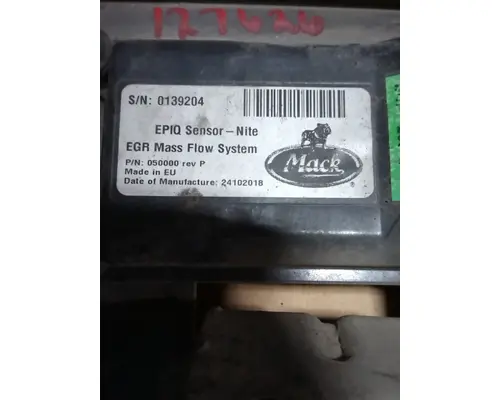 127626
S/N: 0139204
EPIQ Sensor-Nite
EGR Mass Flow System
P/N: 050000 rev P
Made in EU
Date of Manufacture: 24102018
Mack